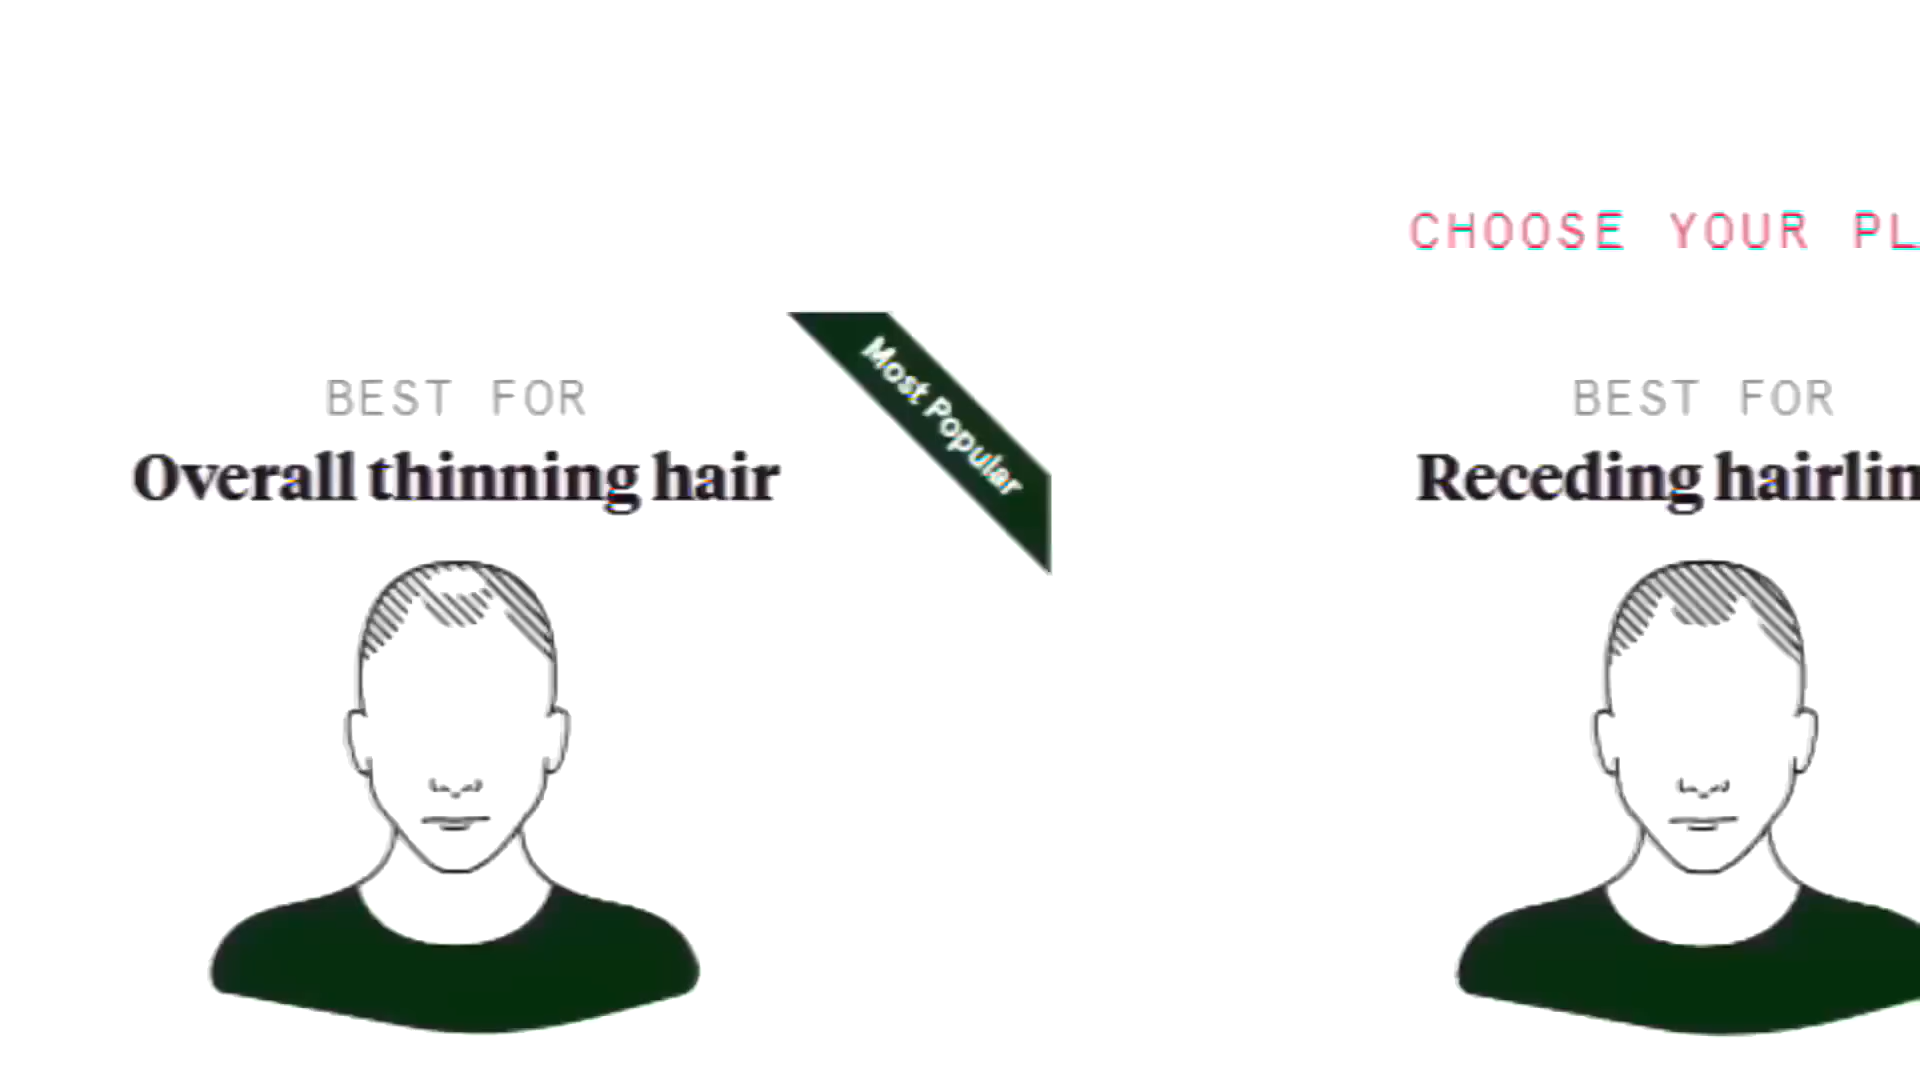 CHOOSE YOUR PL
Most Popular
BEST FOR
Overall thinning hair
BEST FOR
Receding hairlin